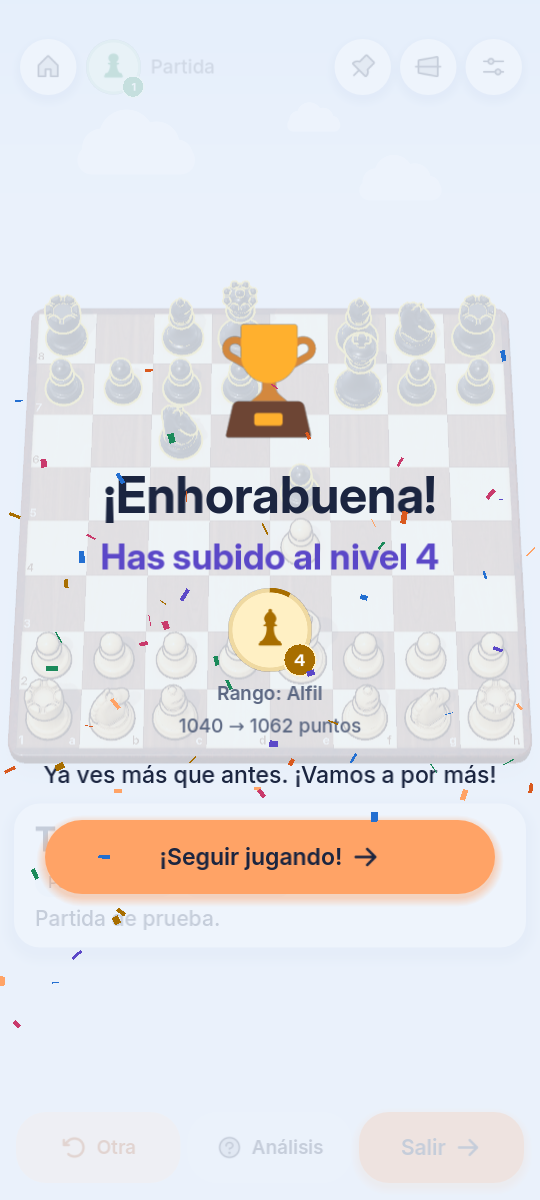 1
Partida
¡Enhorabuena!
Has subido al nivel 4
4
Rango: Alfil
1040 → 1062 puntos
Ya ves más que antes. ¡Vamos a por más!
¡Seguir jugando! →
Partida de prueba.
Otra
Análisis
Salir →